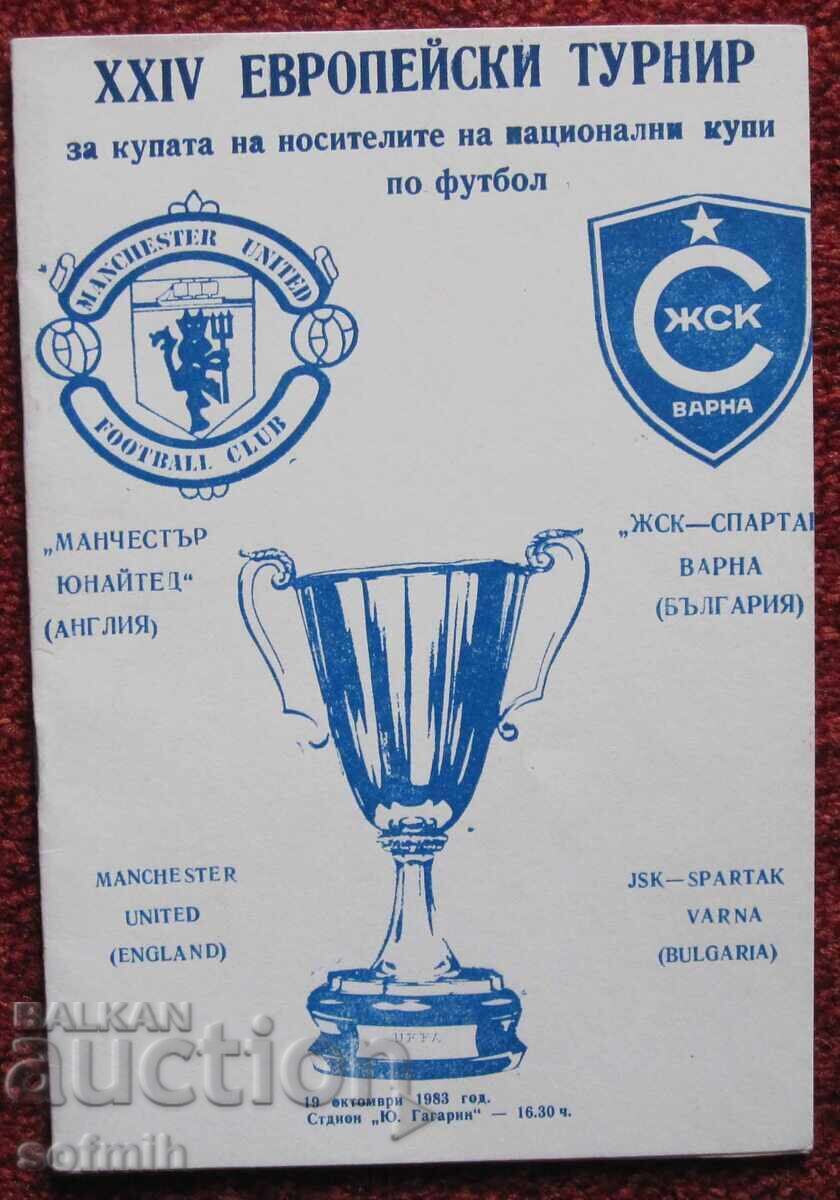 XXIV ЕВРОПЕЙСКИ ТУРНИР
за купата на носителите на национални купи
по футбол
MANCHESTER UNITED
FOOTBALL CLUB
С
ЖСК
ВАРНА
„МАНЧЕСТЪР
ЮНАЙТЕД“
(АНГЛИЯ)
„ЖСК—СПАРТАК
ВАРНА
(БЪЛГАРИЯ)
MANCHESTER
UNITED
(ENGLAND)
JSK—SPARTAK
VARNA
(BULGARIA)
UEFA
19 октомври 1983 год.
Стдион „Ю. Гагарин“ — 16.30 ч.
BALKAN
auction
sofmih